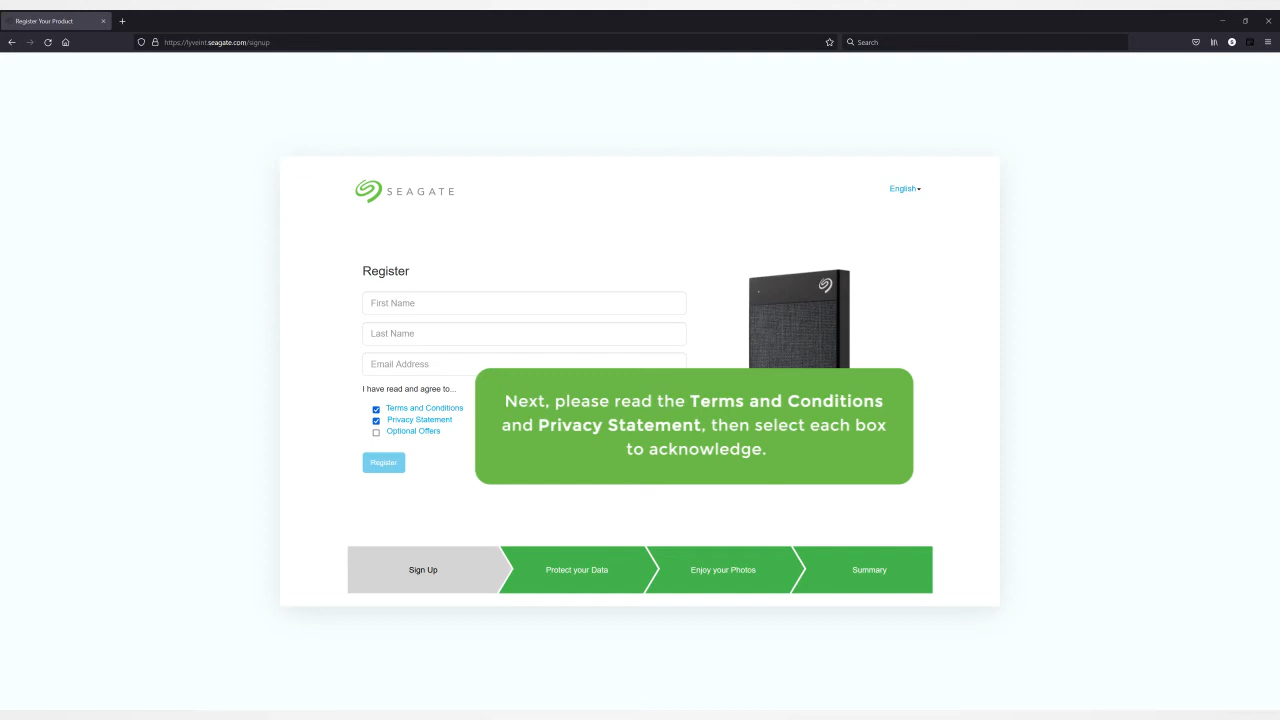 Register Your Product
https://lyveint.seagate.com/signup
Search
SEAGATE
English
Register
First Name
Last Name
Email Address
I have read and agree to...
Terms and Conditions
Privacy Statement
Optional Offers
Register
Next, please read the Terms and Conditions
and Privacy Statement, then select each box
to acknowledge.
Sign Up
Protect your Data
Enjoy your Photos
Summary